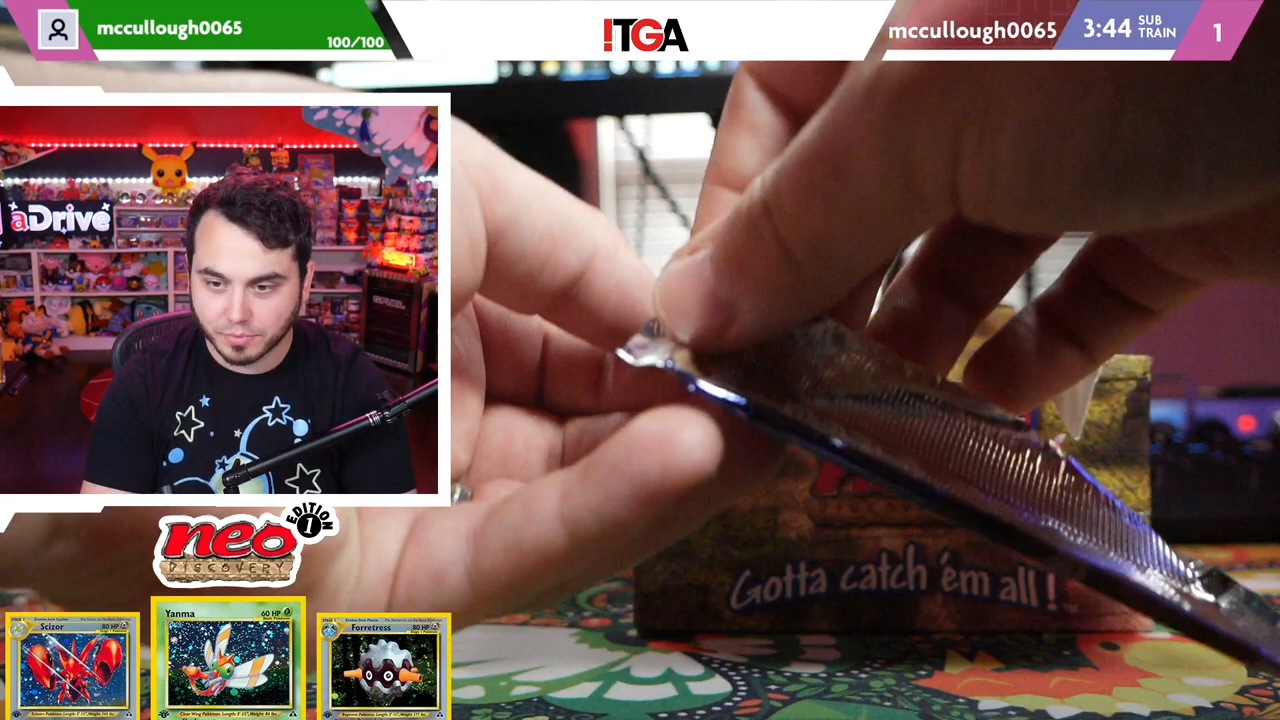 mccullough0065
100/100
!TGA
mccullough0065
3:44 SUB TRAIN
1
aDrive
GFUEL
neo
DISCOVERY
EDITION
1
Gotta catch 'em all!
Scizor
80 HP
Yanma
60 HP
Forretress
80 HP